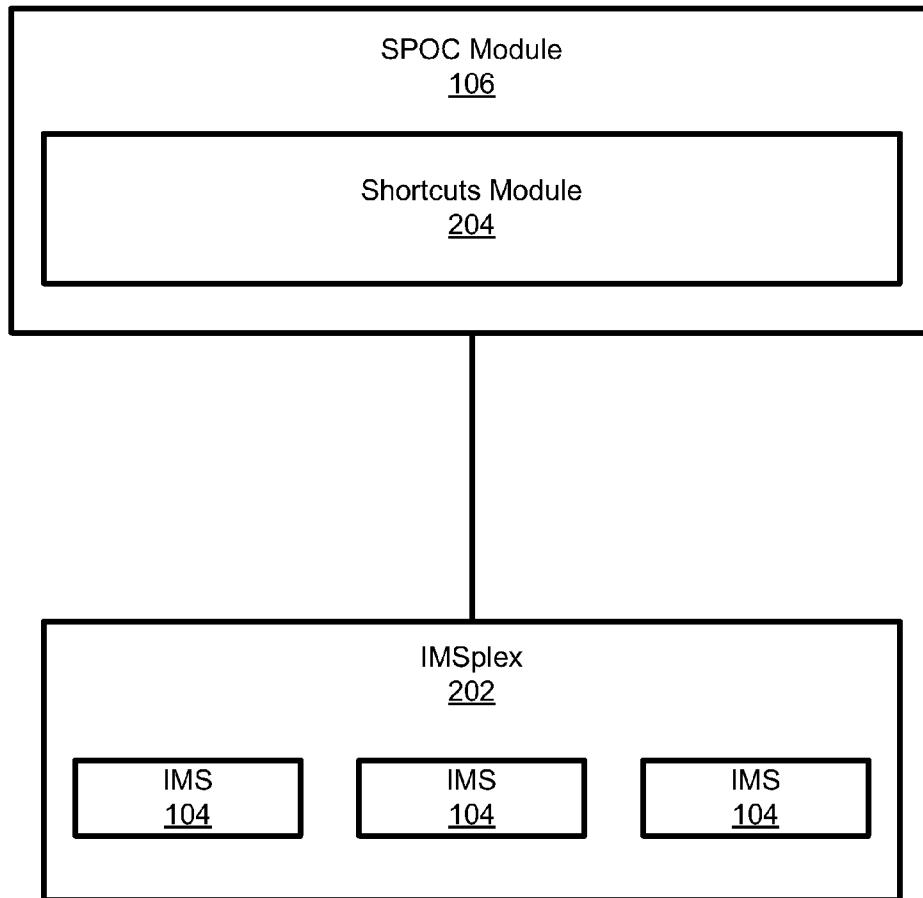 SPOC Module
106
Shortcuts Module
204
IMSplex
202
IMS
104
IMS
104
IMS
104